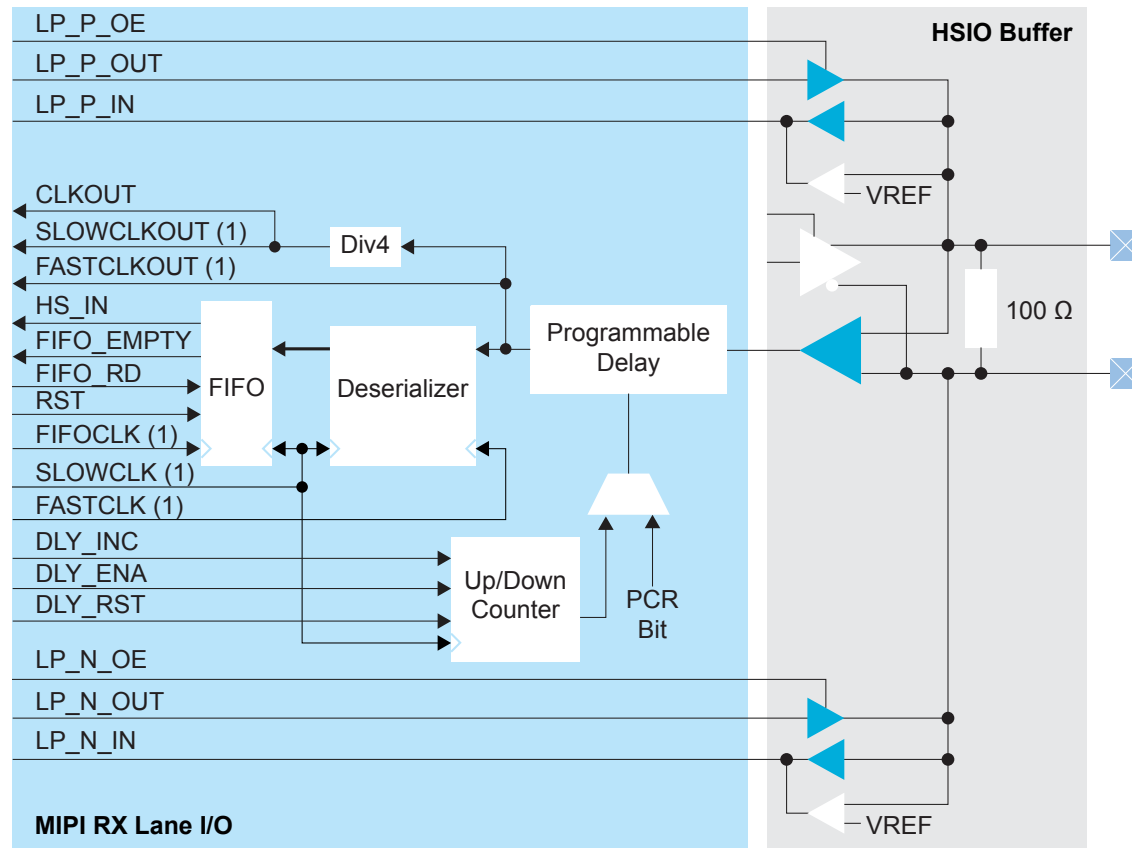 LP_P_OE
HSIO Buffer
LP_P_OUT
LP_P_IN
VREF
CLKOUT
SLOWCLKOUT (1)
Div4
FASTCLKOUT (1)
HS_IN
FIFO_EMPTY
FIFO_RD
RST
FIFOCLK (1)
SLOWCLK (1)
FASTCLK (1)
FIFO
Deserializer
Programmable
Delay
100 Ω
DLY_INC
DLY_ENA
DLY_RST
Up/Down
Counter
PCR
Bit
LP_N_OE
LP_N_OUT
LP_N_IN
VREF
MIPI RX Lane I/O